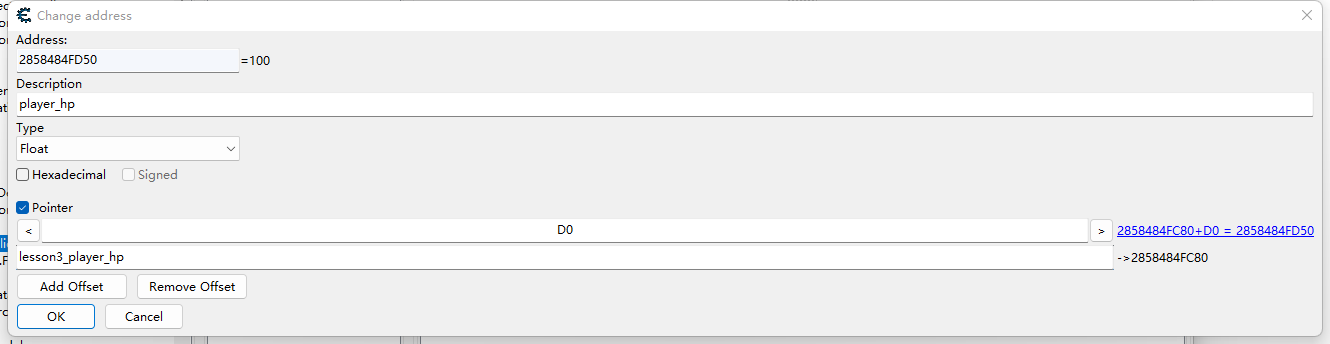 Change address
Address:
2858484FD50 =100
Description
player_hp
Type
Float
Hexadecimal Signed
Pointer
< D0 > 2858484FC80+D0 = 2858484FD50
lesson3_player_hp ->2858484FC80
Add Offset Remove Offset
OK Cancel